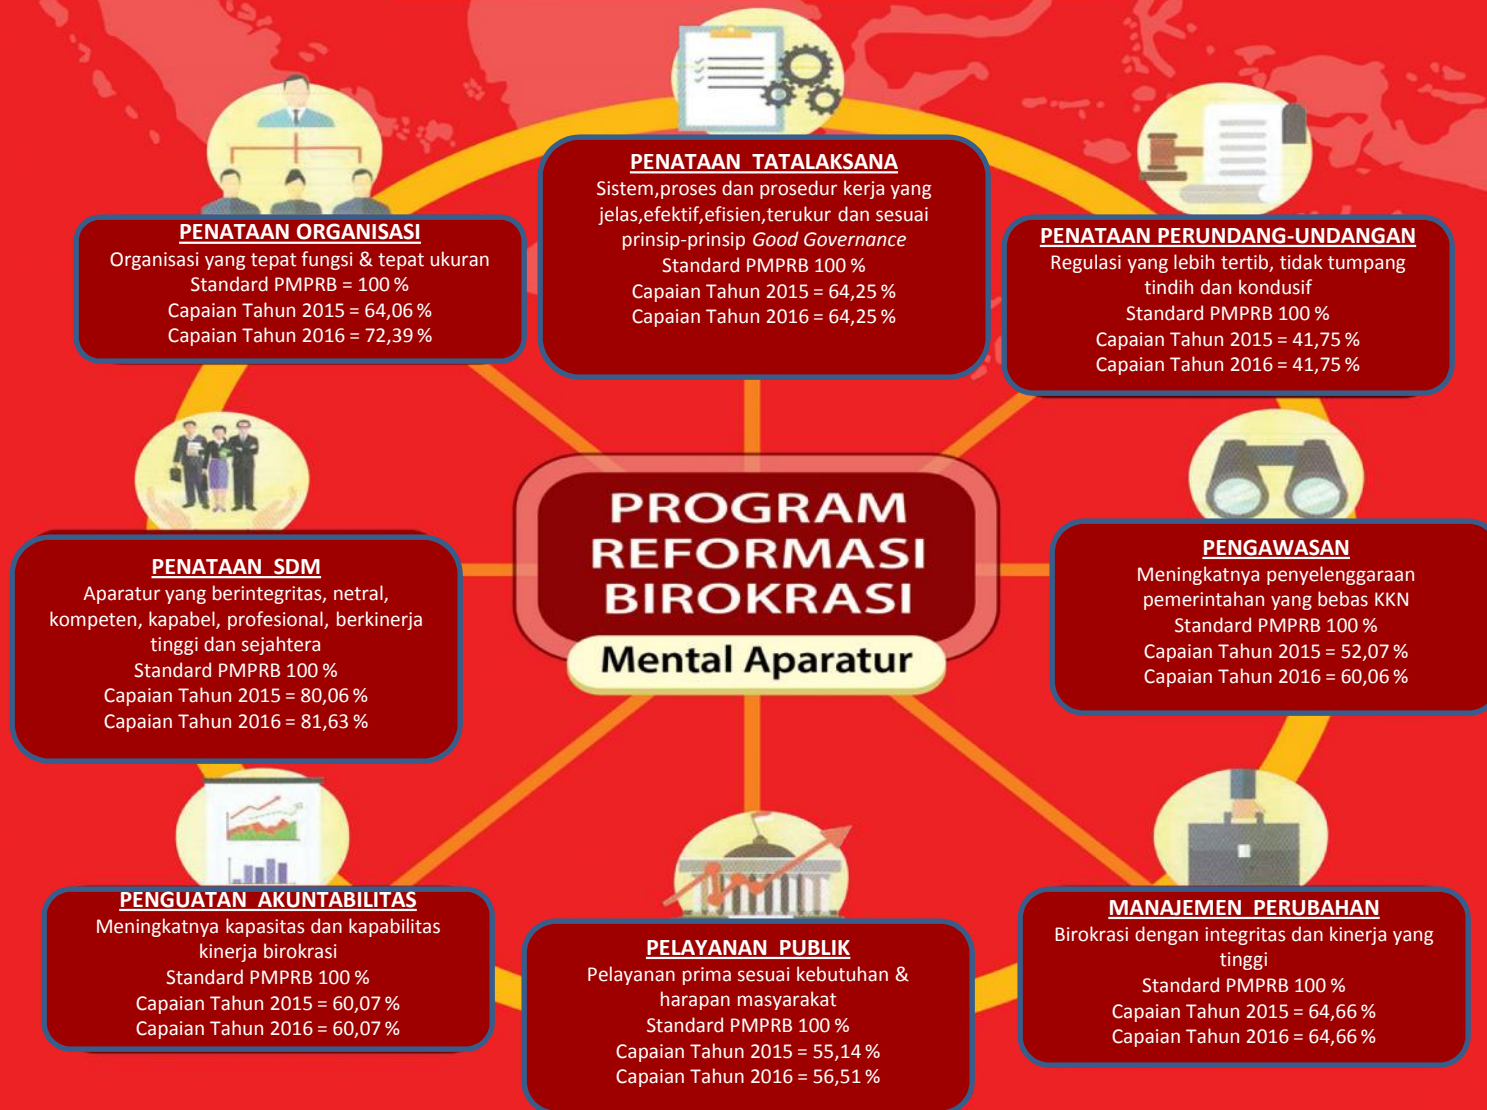 PENATAAN TATALAKSANA
Sistem,proses dan prosedur kerja yang
jelas,efektif,efisien,terukur dan sesuai
prinsip-prinsip Good Governance
Standard PMPRB 100 %
Capaian Tahun 2015 = 64,25 %
Capaian Tahun 2016 = 64,25 %
PENATAAN ORGANISASI
Organisasi yang tepat fungsi & tepat ukuran
Standard PMPRB = 100 %
Capaian Tahun 2015 = 64,06 %
Capaian Tahun 2016 = 72,39 %
PENATAAN PERUNDANG-UNDANGAN
Regulasi yang lebih tertib, tidak tumpang
tindih dan kondusif
Standard PMPRB 100 %
Capaian Tahun 2015 = 41,75 %
Capaian Tahun 2016 = 41,75 %
PROGRAM
REFORMASI
BIROKRASI
Mental Aparatur
PENATAAN SDM
Aparatur yang berintegritas, netral,
kompeten, kapabel, profesional, berkinerja
tinggi dan sejahtera
Standard PMPRB 100 %
Capaian Tahun 2015 = 80,06 %
Capaian Tahun 2016 = 81,63 %
PENGAWASAN
Meningkatnya penyelenggaraan
pemerintahan yang bebas KKN
Standard PMPRB 100 %
Capaian Tahun 2015 = 52,07 %
Capaian Tahun 2016 = 60,06 %
PENGUATAN AKUNTABILITAS
Meningkatnya kapasitas dan kapabilitas
kinerja birokrasi
Standard PMPRB 100 %
Capaian Tahun 2015 = 60,07 %
Capaian Tahun 2016 = 60,07 %
PELAYANAN PUBLIK
Pelayanan prima sesuai kebutuhan &
harapan masyarakat
Standard PMPRB 100 %
Capaian Tahun 2015 = 55,14 %
Capaian Tahun 2016 = 56,51 %
MANAJEMEN PERUBAHAN
Birokrasi dengan integritas dan kinerja yang
tinggi
Standard PMPRB 100 %
Capaian Tahun 2015 = 64,66 %
Capaian Tahun 2016 = 64,66 %